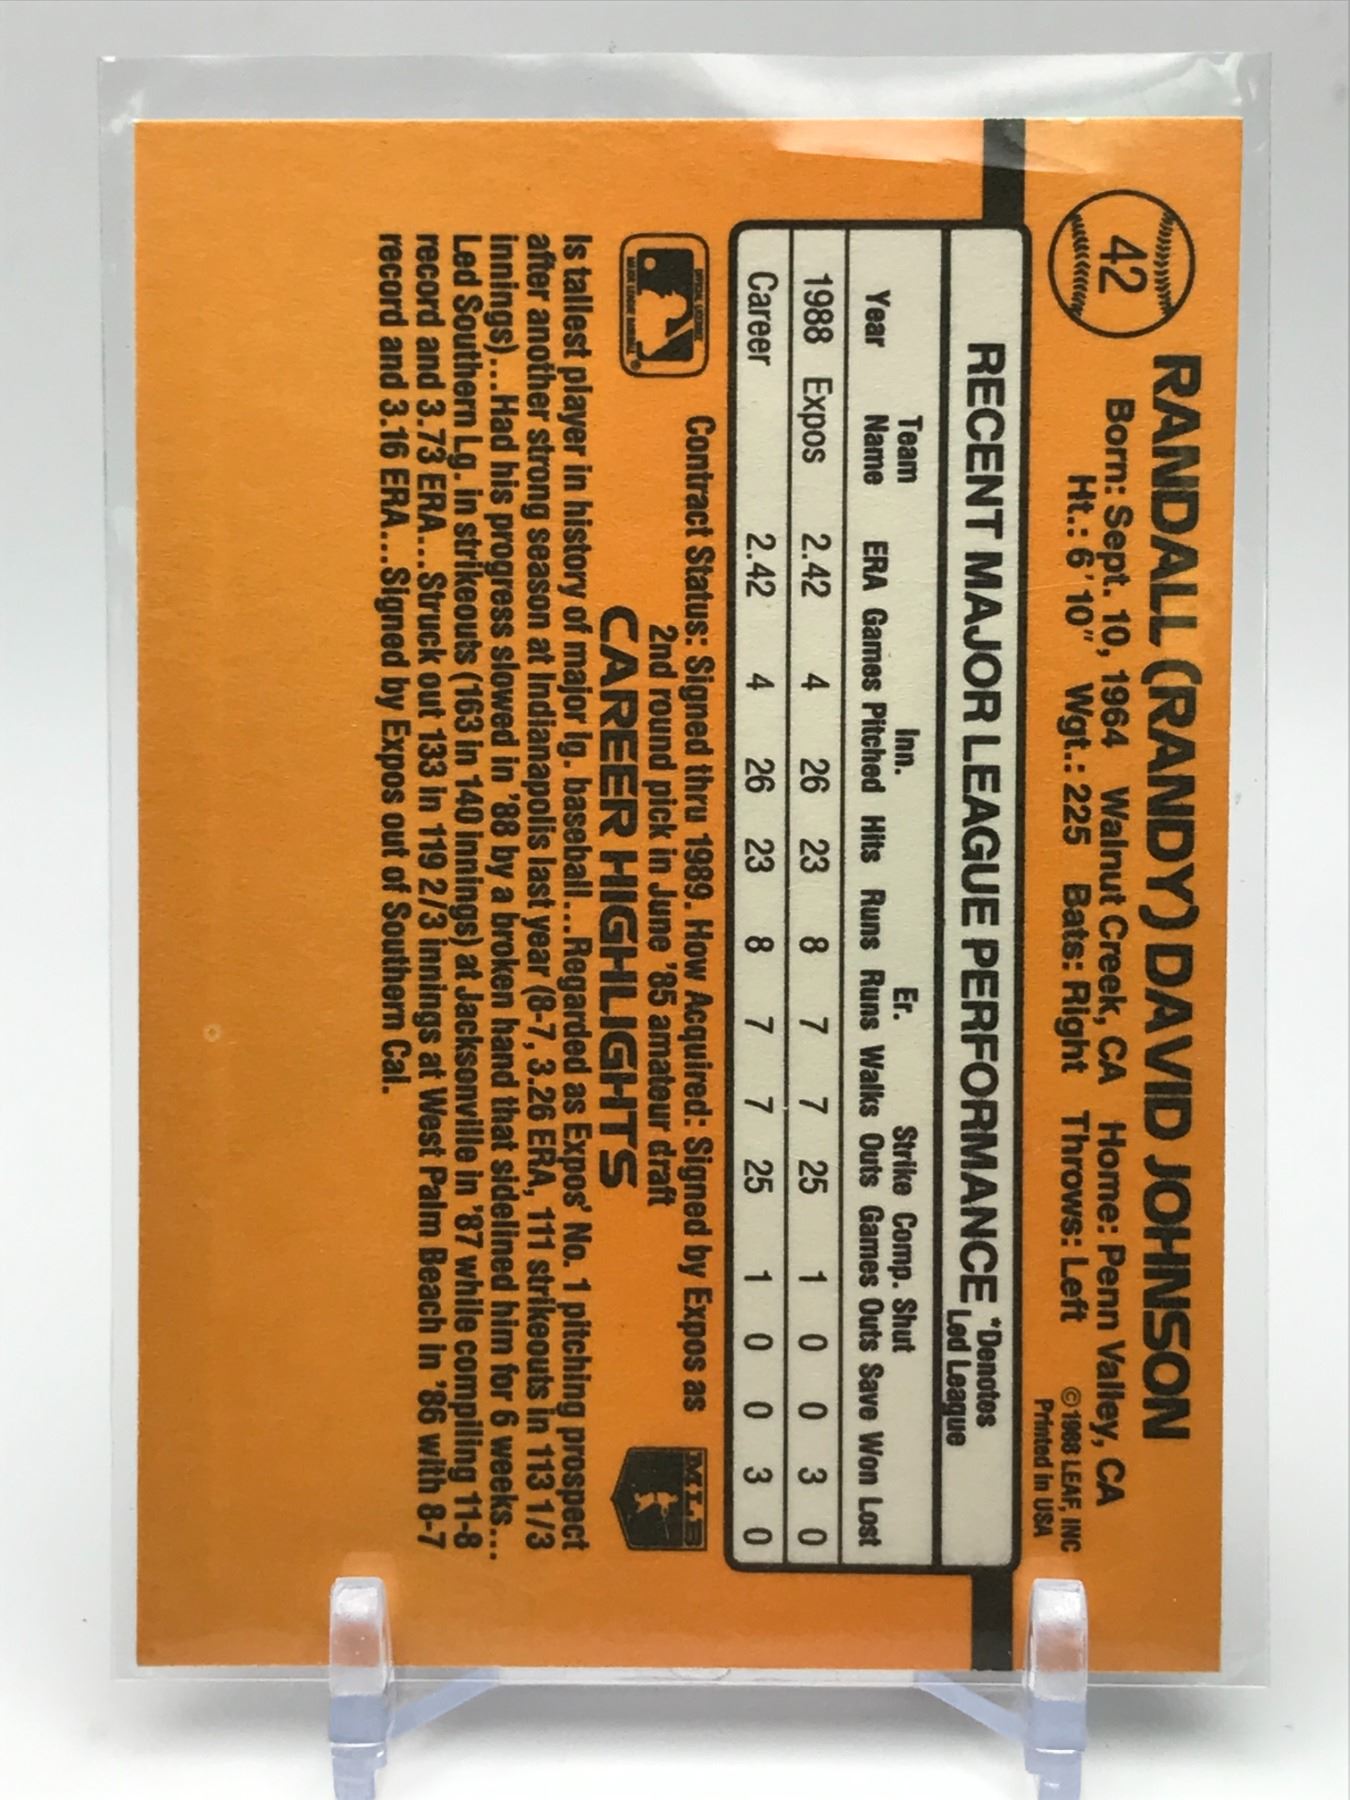 42
RANDALL (RANDY) DAVID JOHNSON
Born: Sept. 10, 1964 Walnut Creek, CA Home: Penn Valley, CA
Ht.: 6'10" Wgt.: 225 Bats: Right Throws: Left
© 1988 LEAF, INC
Printed in USA
RECENT MAJOR LEAGUE PERFORMANCE *Denotes
Led League
Team Inn. Er. Strike Comp. Shut
Year Name ERA Games Pitched Hits Runs Runs Walks Outs Games Outs Save Won Lost
1988 Expos 2.42 4 26 23 8 7 7 25 1 0 0 3 0
Career 2.42 4 26 23 8 7 7 25 1 0 0 3 0
Contract Status: Signed thru 1989. How Acquired: Signed by Expos as
2nd round pick in June '85 amateur draft
MLB
CAREER HIGHLIGHTS
Is tallest player in history of major lg. baseball...Regarded as Expos' No. 1 pitching prospect
after another strong season at Indianapolis last year (8-7, 3.26 ERA, 111 strikeouts in 113 1/3
innings)...Had his progress slowed in '88 by a broken hand that sidelined him for 6 weeks...
Led Southern Lg. in strikeouts (163 in 140 innings) at Jacksonville in '87 while compiling 11-8
record and 3.73 ERA...Struck out 133 in 119 2/3 innings at West Palm Beach in '86 with 8-7
record and 3.16 ERA...Signed by Expos out of Southern Cal.